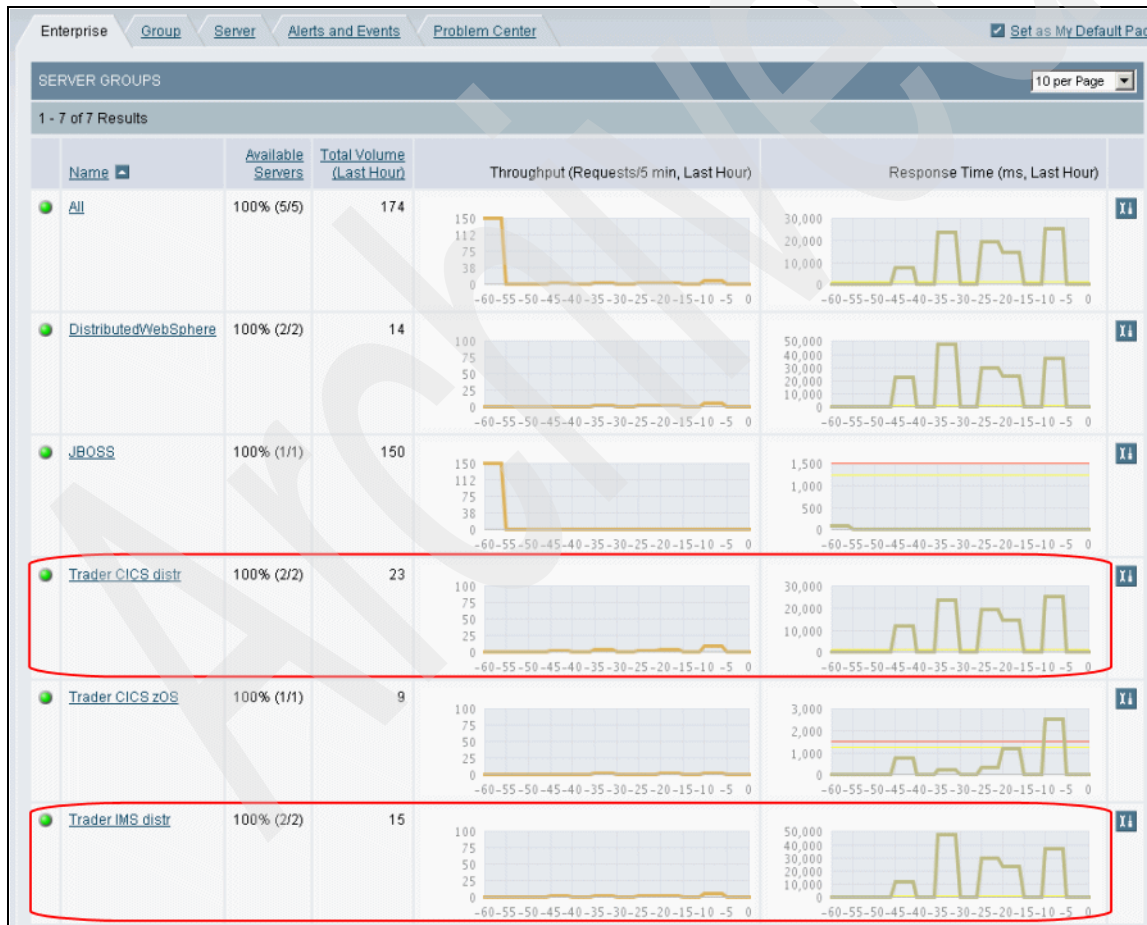 Enterprise Group Server Alerts and Events Problem Center Set as My Default Pag
SERVER GROUPS 10 per Page
1 - 7 of 7 Results
Name Available Servers Total Volume (Last Hour) Throughput (Requests/5 min, Last Hour) Response Time (ms, Last Hour)
All 100% (5/5) 174
150 30,000
112 20,000
75 10,000
38 0
0
-60-55-50-45-40-35-30-25-20-15-10 -5 0 -60-55-50-45-40-35-30-25-20-15-10 -5 0
DistributedWebSphere 100% (2/2) 14
100 50,000
75 40,000
50 30,000
25 20,000
0 10,000
0
-60-55-50-45-40-35-30-25-20-15-10 -5 0 -60-55-50-45-40-35-30-25-20-15-10 -5 0
JBOSS 100% (1/1) 150
150 1,500
112 1,000
75 500
38 0
0
-60-55-50-45-40-35-30-25-20-15-10 -5 0 -60-55-50-45-40-35-30-25-20-15-10 -5 0
Trader CICS distr 100% (2/2) 23
100 30,000
75 20,000
50 10,000
25 0
0
-60-55-50-45-40-35-30-25-20-15-10 -5 0 -60-55-50-45-40-35-30-25-20-15-10 -5 0
Trader CICS zOS 100% (1/1) 9
100 3,000
75 2,000
50 1,000
25 0
0
-60-55-50-45-40-35-30-25-20-15-10 -5 0 -60-55-50-45-40-35-30-25-20-15-10 -5 0
Trader IMS distr 100% (2/2) 15
100 50,000
75 40,000
50 30,000
25 20,000
0 10,000
0
-60-55-50-45-40-35-30-25-20-15-10 -5 0 -60-55-50-45-40-35-30-25-20-15-10 -5 0